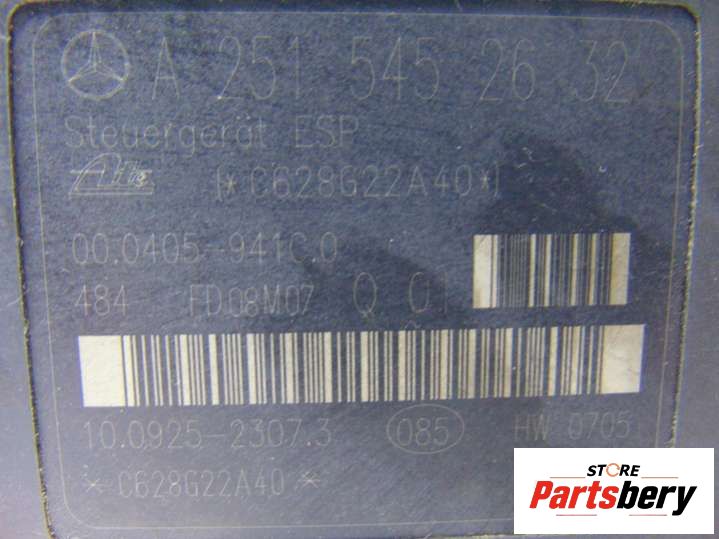 A 251 545 26 32
Steuergerät ESP
Ate [*C628G22A40*]
00.0405-941C.0
484 FD08M07 Q 01
10.0925-2307.3 085 HW 0705
*C628G22A40*
STORE
Partsbery